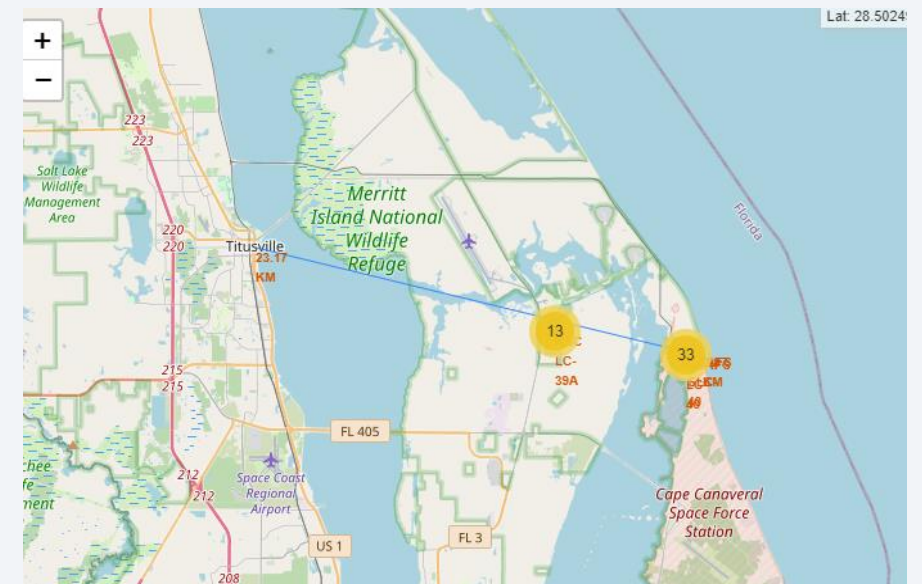 +
−
Lat: 28.5024
223
223
Salt Lake
Wildlife
Management
Area
Merritt
Island National
Wildlife
Refuge
Florida
220
220
Titusville
23.17
KM
13
LC-
39A
33
KM
215
215
FL 405
212
212
Space Coast
Regional
Airport
Cape Canaveral
Space Force
Station
US 1
FL 3
208